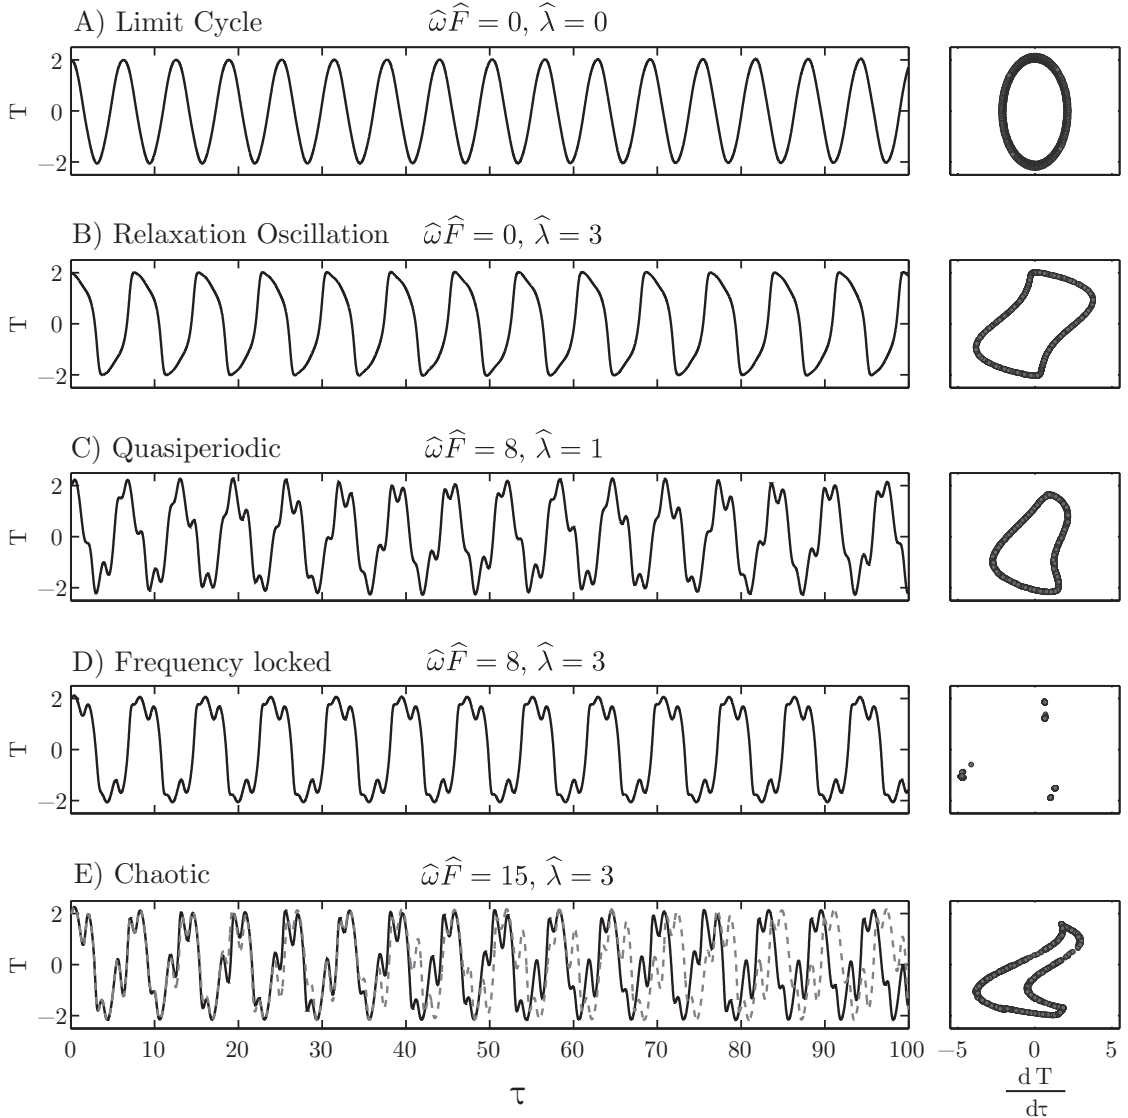 A) Limit Cycle ω̂F̂ = 0, λ̂ = 0
2
0
−2
T
B) Relaxation Oscillation ω̂F̂ = 0, λ̂ = 3
2
0
−2
T
C) Quasiperiodic ω̂F̂ = 8, λ̂ = 1
2
0
−2
T
D) Frequency locked ω̂F̂ = 8, λ̂ = 3
2
0
−2
T
E) Chaotic ω̂F̂ = 15, λ̂ = 3
2
0
−2
T
0 10 20 30 40 50 60 70 80 90 100 −5 0 5
τ
d T
dτ